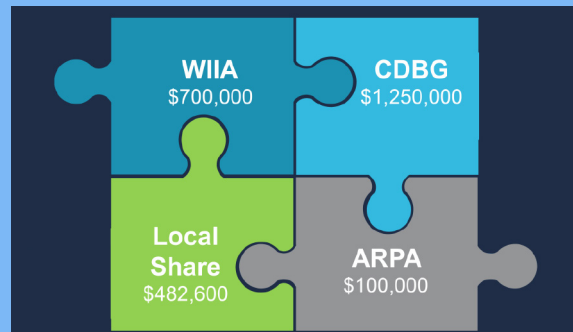 WIIA
$700,000
CDBG
$1,250,000
Local
Share
$482,600
ARPA
$100,000